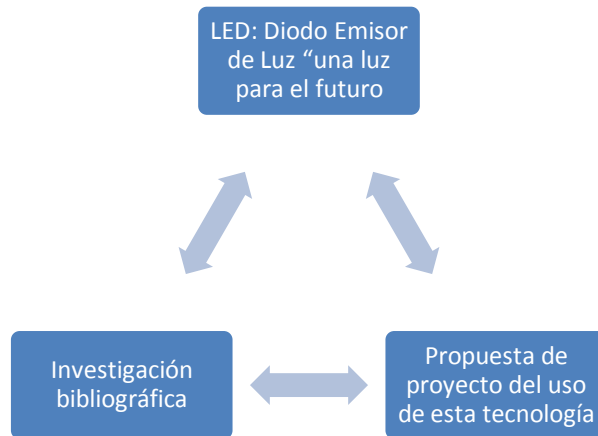 LED: Diodo Emisor
de Luz “una luz
para el futuro
Investigación
bibliográfica
Propuesta de
proyecto del uso
de esta tecnología